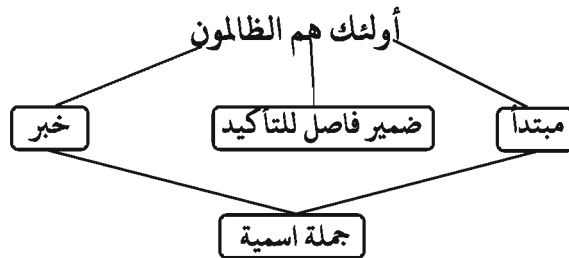 أولئك هم الظالمون
مبتدأ
ضمير فاصل للتأكيد
خبر
جملة اسمية